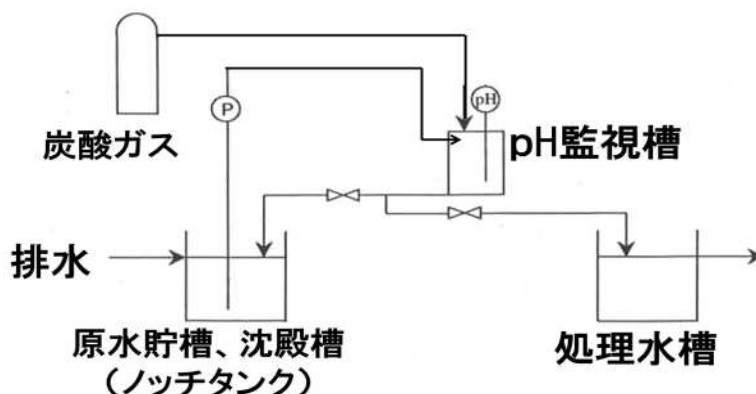 P
pH
炭酸ガス
pH監視槽
排水
原水貯槽、沈殿槽
（ノッチタンク）
処理水槽